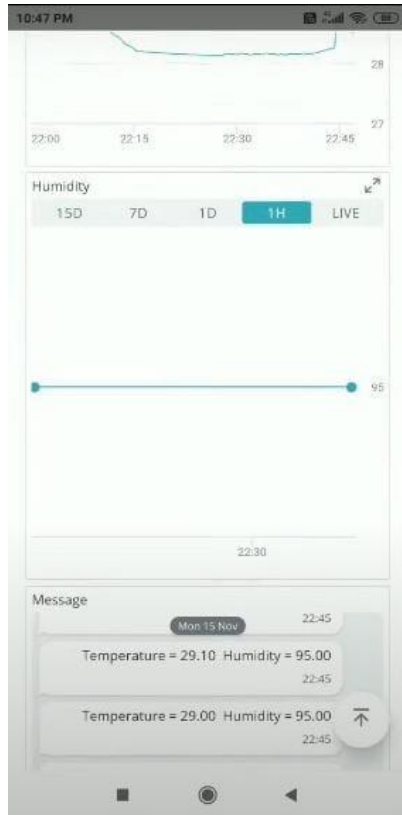 10:47 PM
28
27
22:00 22:15 22:30 22:45
Humidity
15D 7D 1D 1H LIVE
95
22:30
Message
22:45
Mon 15 Nov
Temperature = 29.10 Humidity = 95.00
22:45
Temperature = 29.00 Humidity = 95.00
22:45